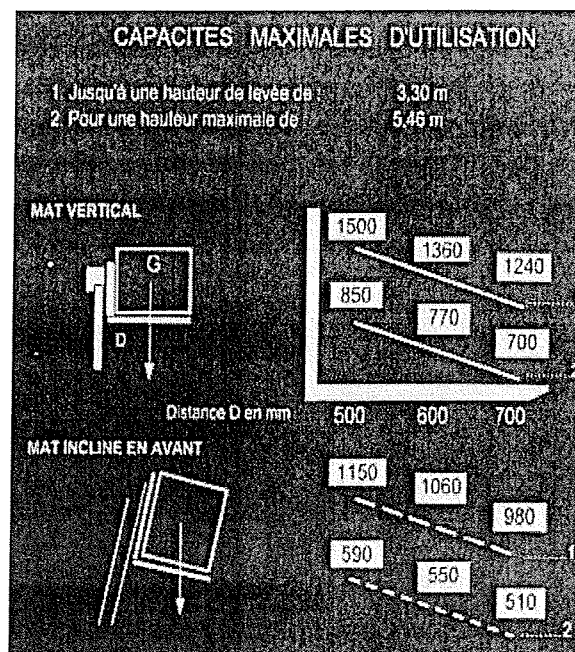 CAPACITES MAXIMALES D'UTILISATION
1. Jusqu'à une hauteur de levée de : 3,30 m
2. Pour une hauteur maximale de : 5,46 m
MAT VERTICAL
G
D
1500
1360
1240
850
770
700
2
Distance D en mm 500 600 700
MAT INCLINE EN AVANT
1150
1060
980
1
590
550
510
2